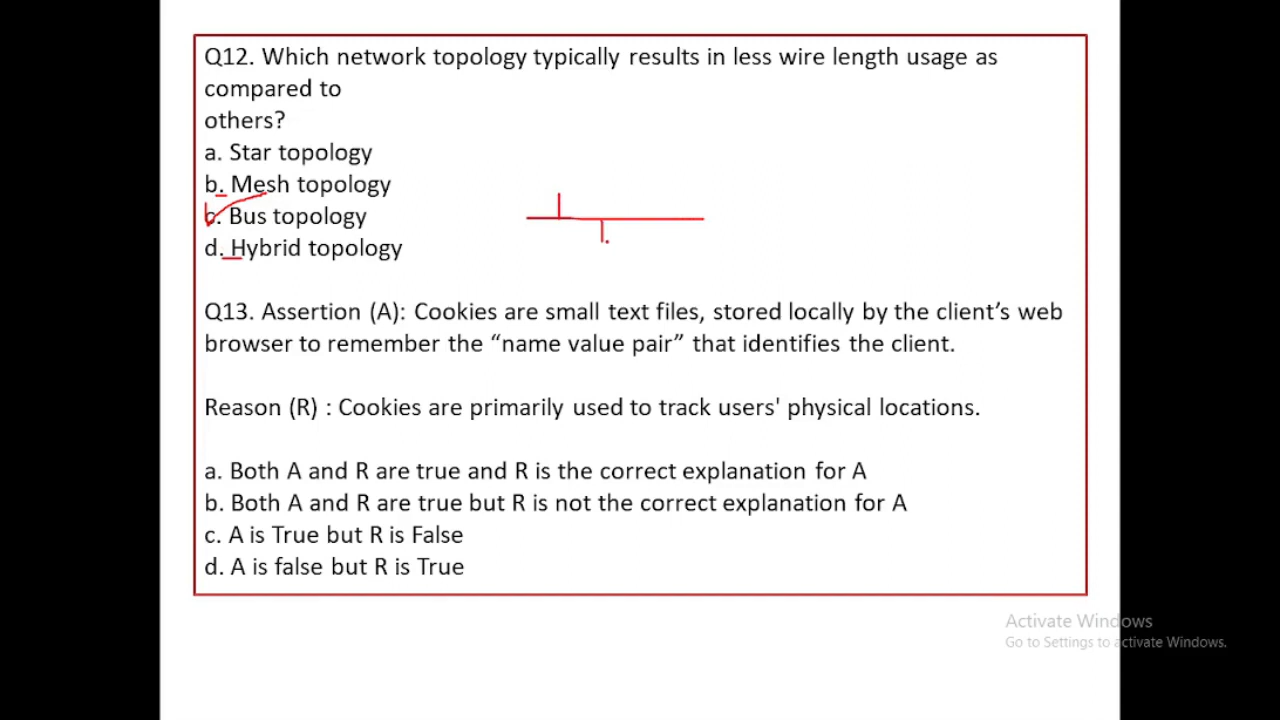 Q12. Which network topology typically results in less wire length usage as
compared to
others?
a. Star topology
b. Mesh topology
c. Bus topology
d. Hybrid topology
Q13. Assertion (A): Cookies are small text files, stored locally by the client’s web
browser to remember the “name value pair” that identifies the client.
Reason (R) : Cookies are primarily used to track users' physical locations.
a. Both A and R are true and R is the correct explanation for A
b. Both A and R are true but R is not the correct explanation for A
c. A is True but R is False
d. A is false but R is True
Activate Windows
Go to Settings to activate Windows.